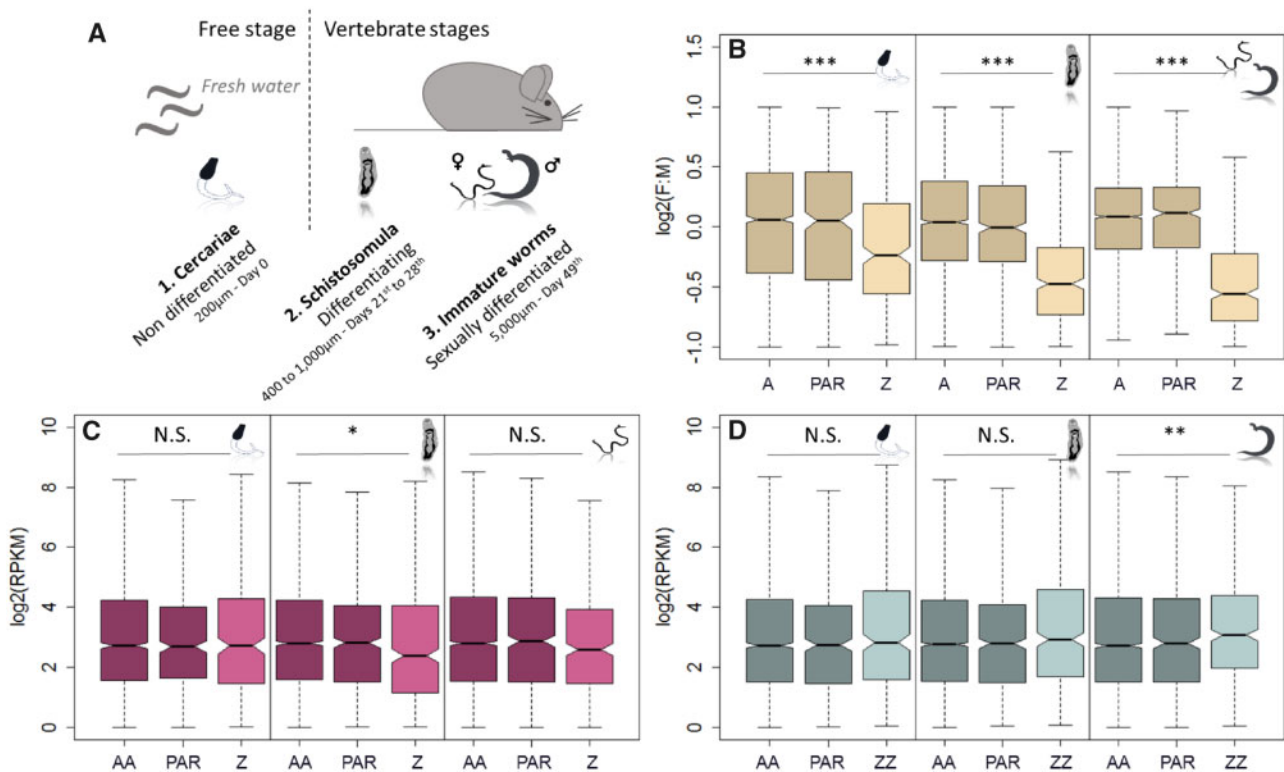 A
Free stage
Vertebrate stages
Fresh water
♀
♂
1. Cercariae
Non differentiated
200µm - Day 0
2. Schistosomula
Differentiating
400 to 1,000µm - Days 21st to 28th
3. Immature worms
Sexually differentiated
5,000µm - Day 49th
B
log2(F:M)
1.5
1.0
0.5
0.0
-0.5
-1.0
*** *** ***
A PAR Z A PAR Z A PAR Z
C
log2(RPKM)
10
8
6
4
2
0
N.S. * N.S.
AA PAR Z AA PAR Z AA PAR Z
D
log2(RPKM)
10
8
6
4
2
0
N.S. N.S. **
AA PAR ZZ AA PAR ZZ AA PAR ZZ